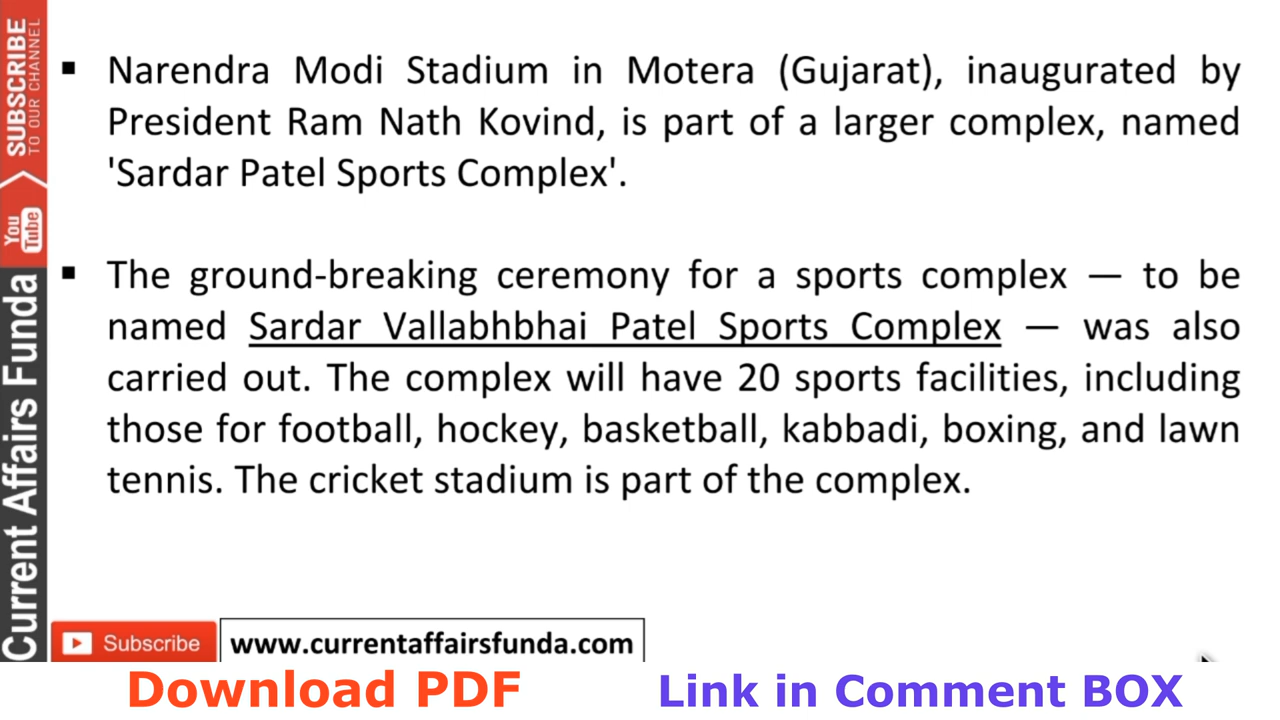 SUBSCRIBE
TO OUR CHANNEL
You
Tube
Current Affairs Funda
▪ Narendra Modi Stadium in Motera (Gujarat), inaugurated by
President Ram Nath Kovind, is part of a larger complex, named
'Sardar Patel Sports Complex'.
▪ The ground-breaking ceremony for a sports complex — to be
named Sardar Vallabhbhai Patel Sports Complex — was also
carried out. The complex will have 20 sports facilities, including
those for football, hockey, basketball, kabbadi, boxing, and lawn
tennis. The cricket stadium is part of the complex.
Subscribe
www.currentaffairsfunda.com
Download PDF
Link in Comment BOX